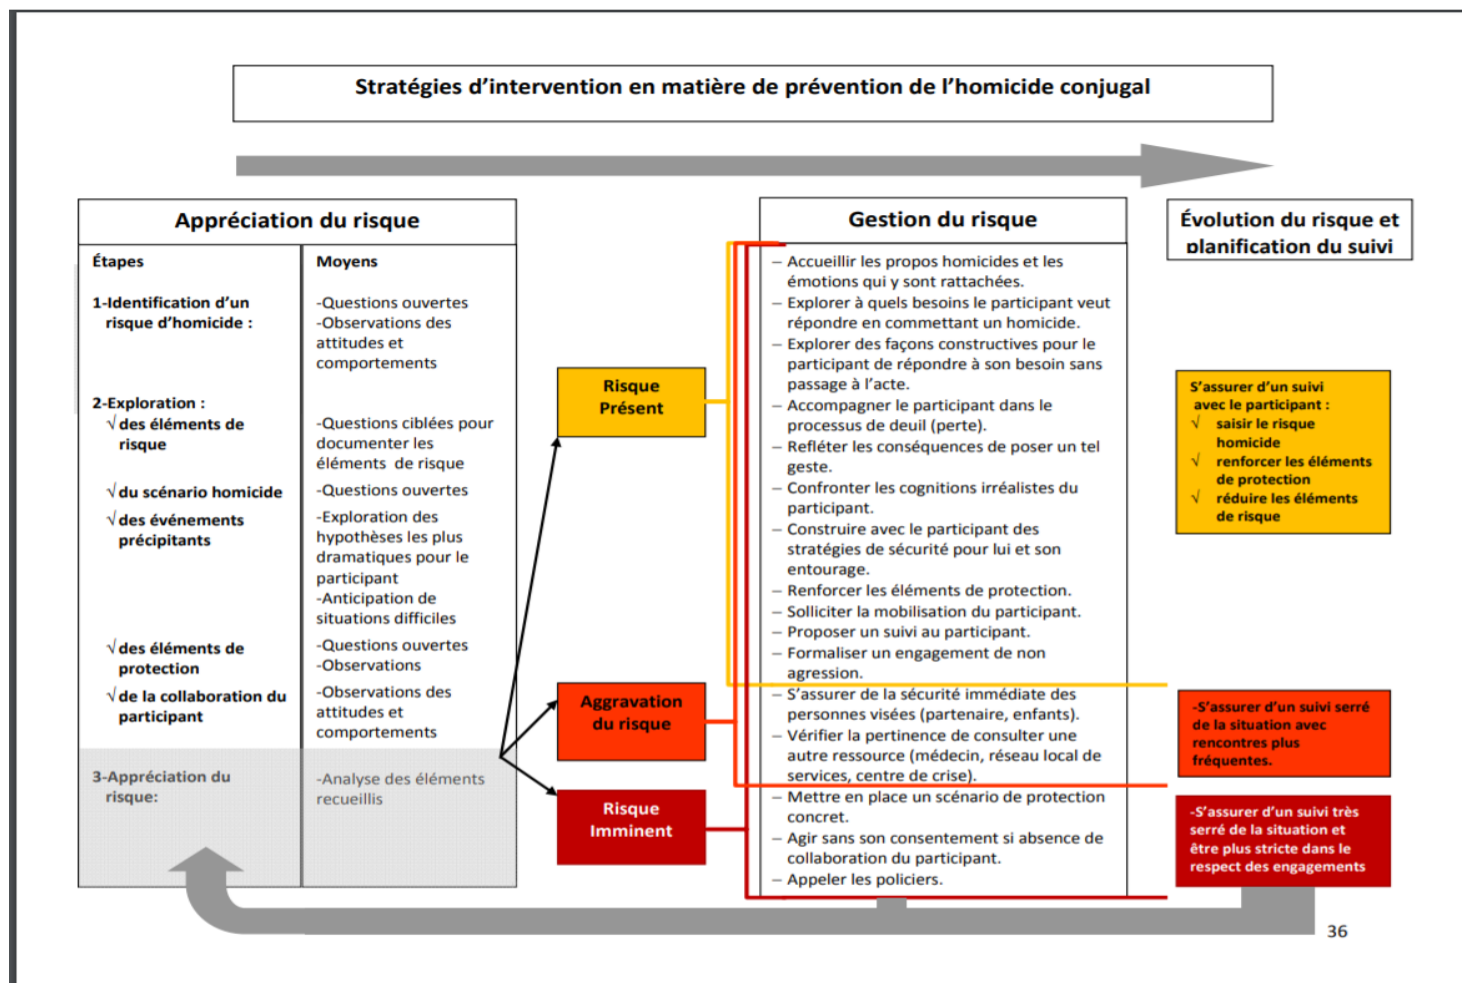 Stratégies d'intervention en matière de prévention de l'homicide conjugal
Appréciation du risque
Étapes
Moyens
1-Identification d'un
risque d'homicide :
-Questions ouvertes
-Observations des
attitudes et
comportements
2-Exploration :
√ des éléments de
risque
-Questions ciblées pour
documenter les
éléments de risque
√ du scénario homicide
-Questions ouvertes
√ des événements
précipitants
-Exploration des
hypothèses les plus
dramatiques pour le
participant
-Anticipation de
situations difficiles
√ des éléments de
protection
-Questions ouvertes
-Observations
√ de la collaboration du
participant
-Observations des
attitudes et
comportements
3-Appréciation du
risque:
-Analyse des éléments
recueillis
Risque
Présent
Aggravation
du risque
Risque
Imminent
Gestion du risque
– Accueillir les propos homicides et les
émotions qui y sont rattachées.
– Explorer à quels besoins le participant veut
répondre en commettant un homicide.
– Explorer des façons constructives pour le
participant de répondre à son besoin sans
passage à l'acte.
– Accompagner le participant dans le
processus de deuil (perte).
– Refléter les conséquences de poser un tel
geste.
– Confronter les cognitions irréalistes du
participant.
– Construire avec le participant des
stratégies de sécurité pour lui et son
entourage.
– Renforcer les éléments de protection.
– Solliciter la mobilisation du participant.
– Proposer un suivi au participant.
– Formaliser un engagement de non
agression.
– S'assurer de la sécurité immédiate des
personnes visées (partenaire, enfants).
– Vérifier la pertinence de consulter une
autre ressource (médecin, réseau local de
services, centre de crise).
– Mettre en place un scénario de protection
concret.
– Agir sans son consentement si absence de
collaboration du participant.
– Appeler les policiers.
Évolution du risque et
planification du suivi
S'assurer d'un suivi
avec le participant :
√ saisir le risque
homicide
√ renforcer les éléments
de protection
√ réduire les éléments
de risque
-S'assurer d'un suivi serré
de la situation avec
rencontres plus
fréquentes.
-S'assurer d'un suivi très
serré de la situation et
être plus stricte dans le
respect des engagements
36